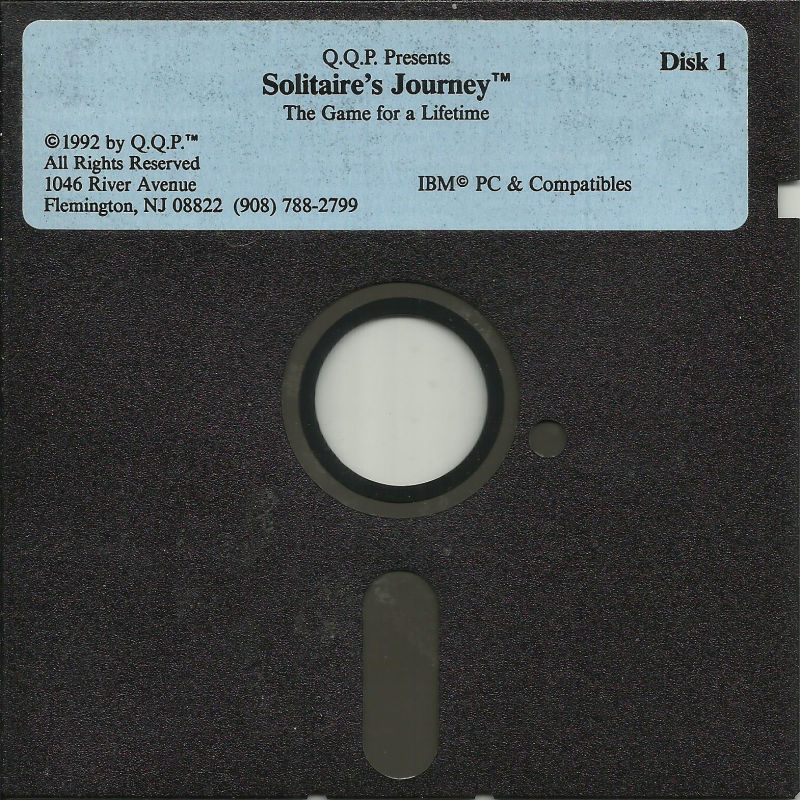 Q.Q.P. Presents
Solitaire's Journey™
Disk 1
The Game for a Lifetime
©1992 by Q.Q.P.™
All Rights Reserved
1046 River Avenue
IBM© PC & Compatibles
Flemington, NJ 08822 (908) 788-2799